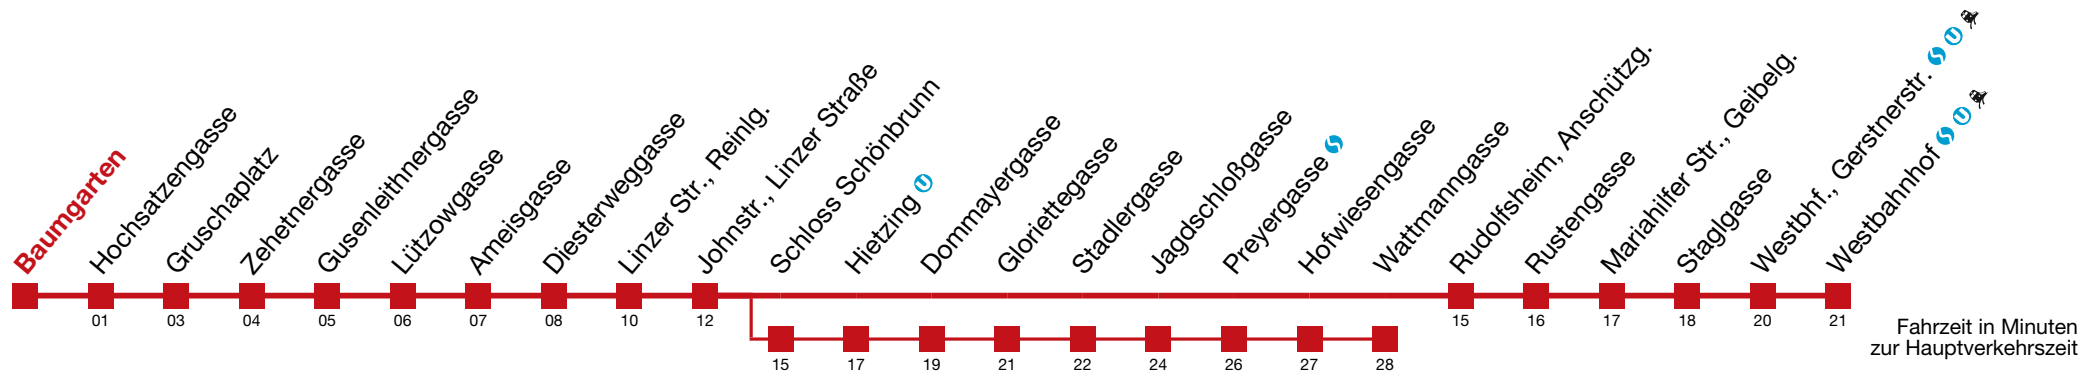 Baumgarten
Hochsatzengasse
Gruschaplatz
Zehetnergasse
Gusenleithnergasse
Lützowgasse
Ameisgasse
Diesterweggasse
Linzer Str., Reinlg.
Johnstr., Linzer Straße
Schloss Schönbrunn
Hietzing U
Dommayergasse
Gloriettegasse
Stadlergasse
Jagdschloßgasse
Preyergasse S
Hofwiesengasse
Wattmanngasse
Rudolfsheim, Anschützg.
Rustengasse
Mariahilfer Str., Geibelg.
Staglgasse
Westbhf., Gerstnerstr. S U
Westbahnhof S U
01 03 04 05 06 07 08 10 12 15 16 17 18 20 21
15 17 19 21 22 24 26 27 28
Fahrzeit in Minuten
zur Hauptverkehrszeit